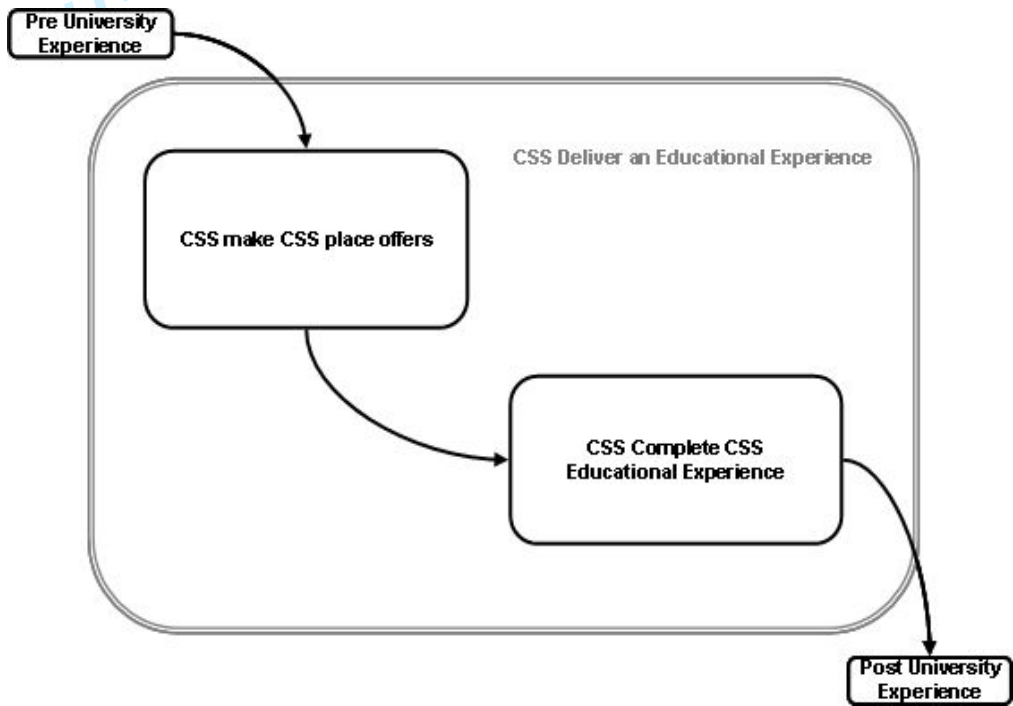 Pre University
Experience
CSS Deliver an Educational Experience
CSS make CSS place offers
CSS Complete CSS
Educational Experience
Post University
Experience